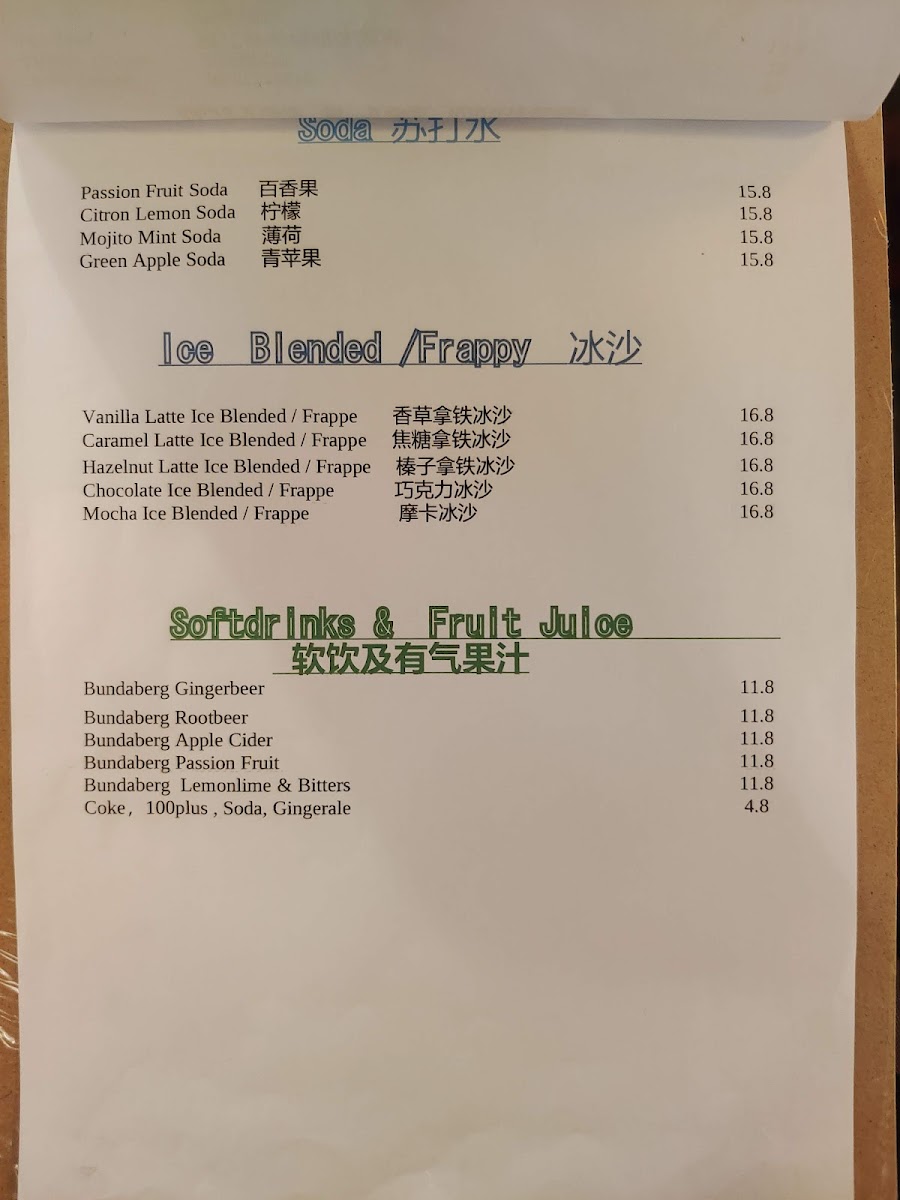 Soda 苏打水
Passion Fruit Soda 百香果 15.8
Citron Lemon Soda 柠檬 15.8
Mojito Mint Soda 薄荷 15.8
Green Apple Soda 青苹果 15.8
Ice Blended /Frappy 冰沙
Vanilla Latte Ice Blended / Frappe 香草拿铁冰沙 16.8
Caramel Latte Ice Blended / Frappe 焦糖拿铁冰沙 16.8
Hazelnut Latte Ice Blended / Frappe 榛子拿铁冰沙 16.8
Chocolate Ice Blended / Frappe 巧克力冰沙 16.8
Mocha Ice Blended / Frappe 摩卡冰沙 16.8
Softdrinks & Fruit Juice
软饮及有气果汁
Bundaberg Gingerbeer 11.8
Bundaberg Rootbeer 11.8
Bundaberg Apple Cider 11.8
Bundaberg Passion Fruit 11.8
Bundaberg Lemonlime & Bitters 11.8
Coke，100plus , Soda, Gingerale 4.8